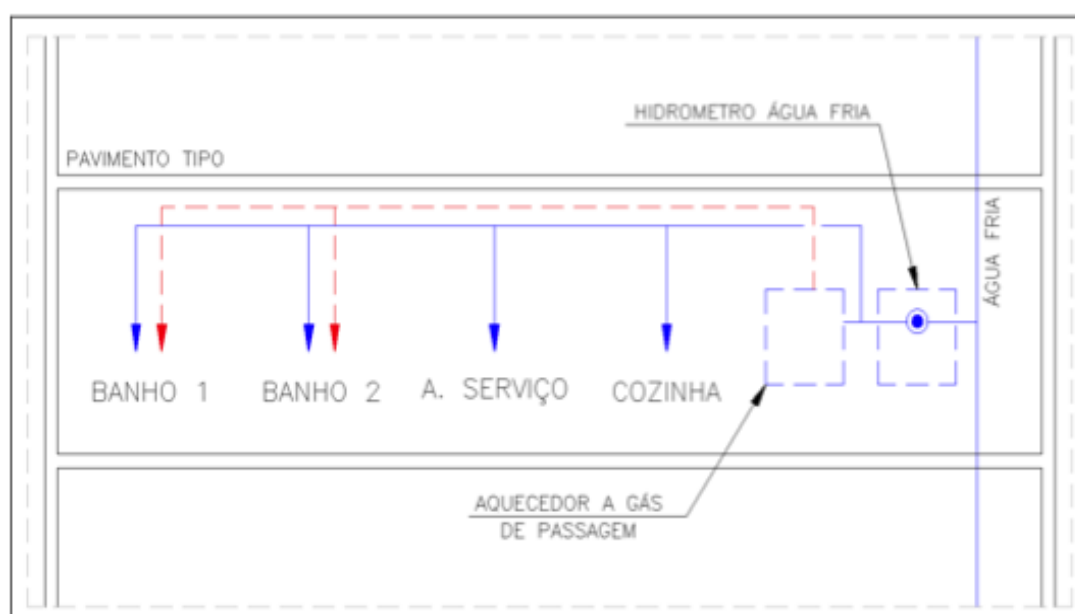 HIDROMETRO ÁGUA FRIA
PAVIMENTO TIPO
ÁGUA FRIA
BANHO 1
BANHO 2
A. SERVIÇO
COZINHA
AQUECEDOR A GÁS
DE PASSAGEM